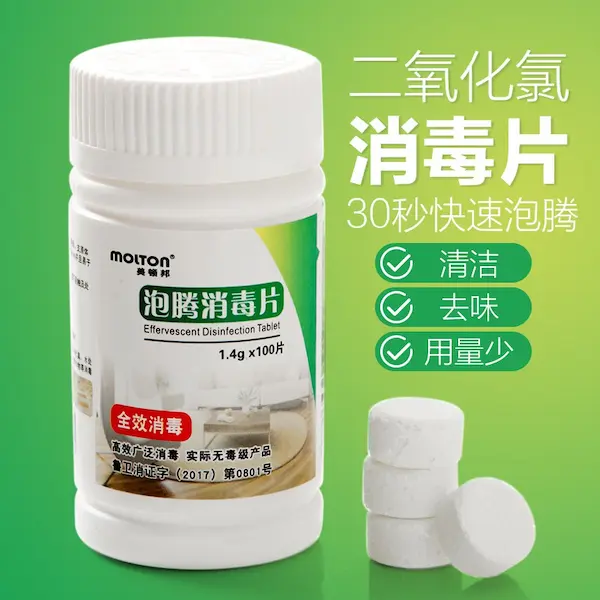 二氧化氯
消毒片
30秒快速泡腾
清洁
去味
用量少
MOLTON®
美顿邦
泡腾消毒片
Effervescent Disinfection Tablet
1.4g x100片
全效消毒
高效广泛消毒 实际无毒级产品
鲁卫消证字（2017）第0801号